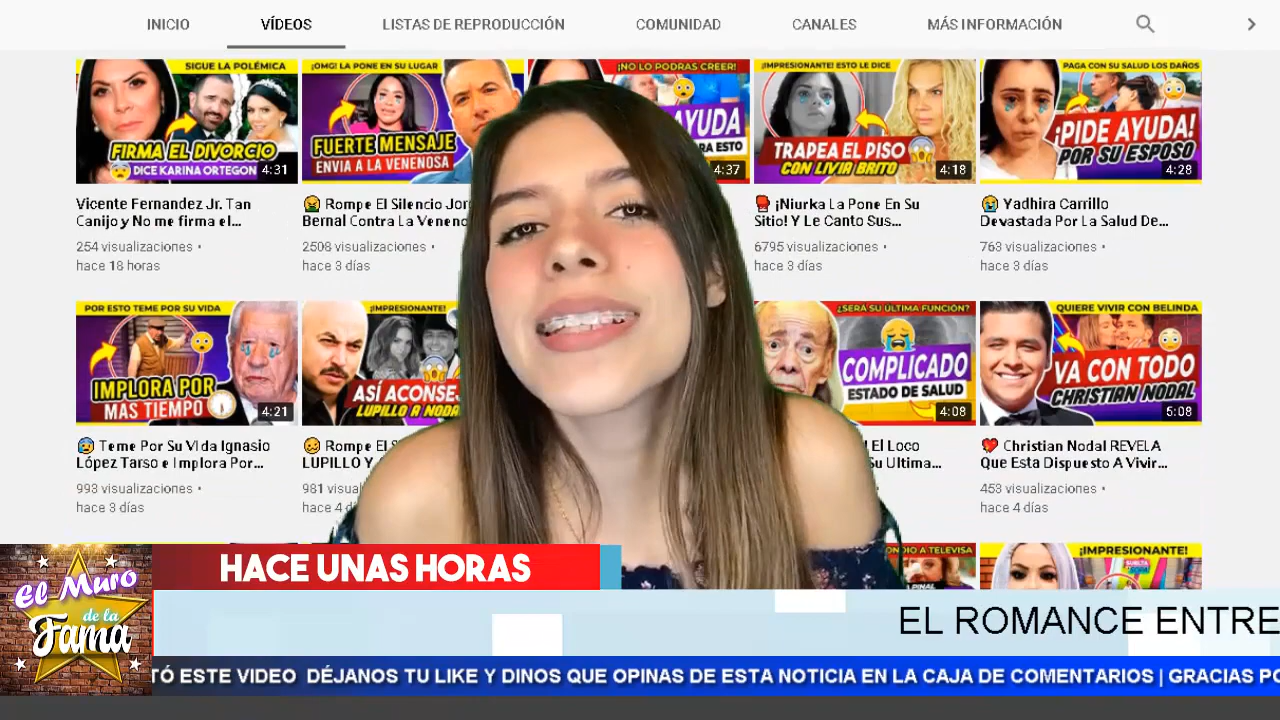 INICIO
VÍDEOS
LISTAS DE REPRODUCCIÓN
COMUNIDAD
CANALES
MÁS INFORMACIÓN
SIGUE LA POLÉMICA
FIRMA EL DIVORCIO
DICE KARINA ORTEGON
4:31
¡OMG! LA PONE EN SU LUGAR
FUERTE MENSAJE
ENVIA A LA VENENOSA
¡NO LO PODRAS CREER!
AYUDA
PARA ESTO
4:37
¡IMPRESIONANTE! ESTO LE DICE
TRAPEA EL PISO
CON LIVIA BRITO
4:18
PAGA CON SU SALUD LOS DAÑOS
¡PIDE AYUDA!
POR SU ESPOSO
4:28
Vicente Fernandez Jr. Tan
Canijo y No me firma el...
254 visualizaciones •
hace 18 horas
Rompe El Silencio Jor
Bernal Contra La Veneno
2508 visualizaciones •
hace 3 días
¡Niurka La Pone En Su
Sitio! Y Le Canto Sus...
6795 visualizaciones •
hace 3 días
Yadhira Carrillo
Devastada Por La Salud De...
763 visualizaciones •
hace 3 días
POR ESTO TEME POR SU VIDA
IMPLORA POR
MÁS TIEMPO
4:21
¡IMPRESIONANTE!
ASÍ ACONSEJ
LUPILLO A NODA
¿SERÁ SU ÚLTIMA FUNCIÓN?
COMPLICADO
ESTADO DE SALUD
4:08
QUIERE VIVIR CON BELINDA
VA CON TODO
CHRISTIAN NODAL
5:08
Teme Por Su Vida Ignasio
López Tarso e Implora Por...
993 visualizaciones •
hace 3 días
Rompe El S
LUPILLO Y
981 visua
hace 4 d
El Loco
Su Ultima...
Christian Nodal REVELA
Que Esta Dispuesto A Vivir...
453 visualizaciones •
hace 4 días
ONDIO A TELEVISA
¡IMPRESIONANTE!
El Muro
de la
Fama
HACE UNAS HORAS
EL ROMANCE ENTRE
TÓ ESTE VIDEO DÉJANOS TU LIKE Y DINOS QUE OPINAS DE ESTA NOTICIA EN LA CAJA DE COMENTARIOS | GRACIAS PO